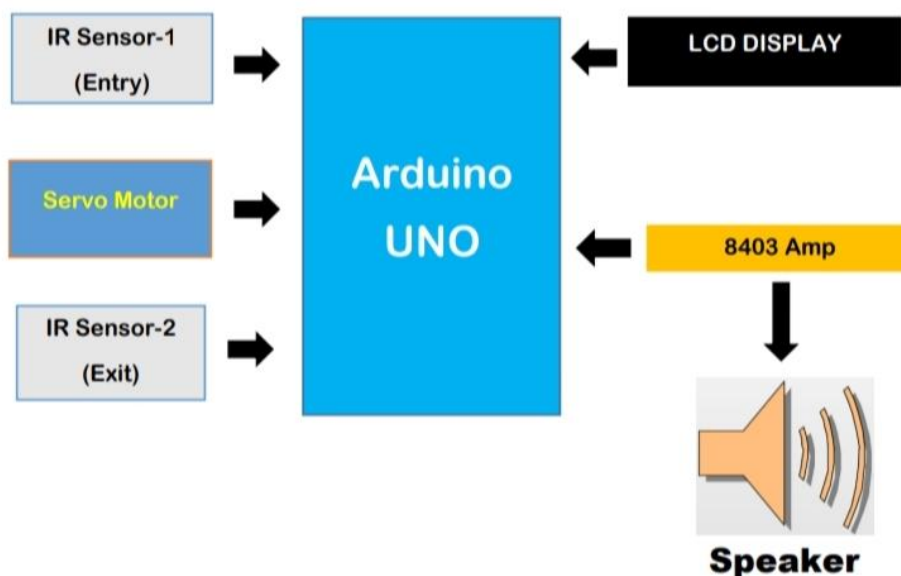 IR Sensor-1
(Entry)
Servo Motor
IR Sensor-2
(Exit)
Arduino
UNO
LCD DISPLAY
8403 Amp
Speaker